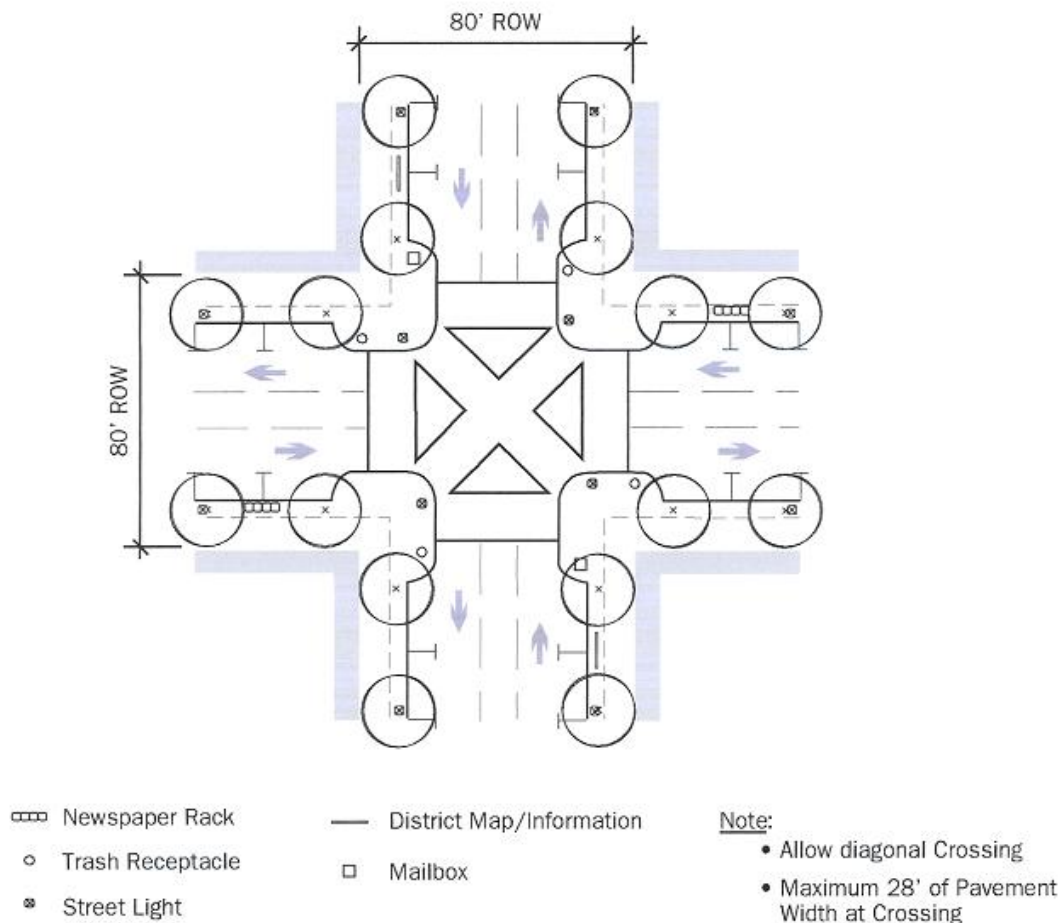 80' ROW
80' ROW
Newspaper Rack
Trash Receptacle
Street Light
District Map/Information
Mailbox
Note:
• Allow diagonal Crossing
• Maximum 28' of Pavement
Width at Crossing